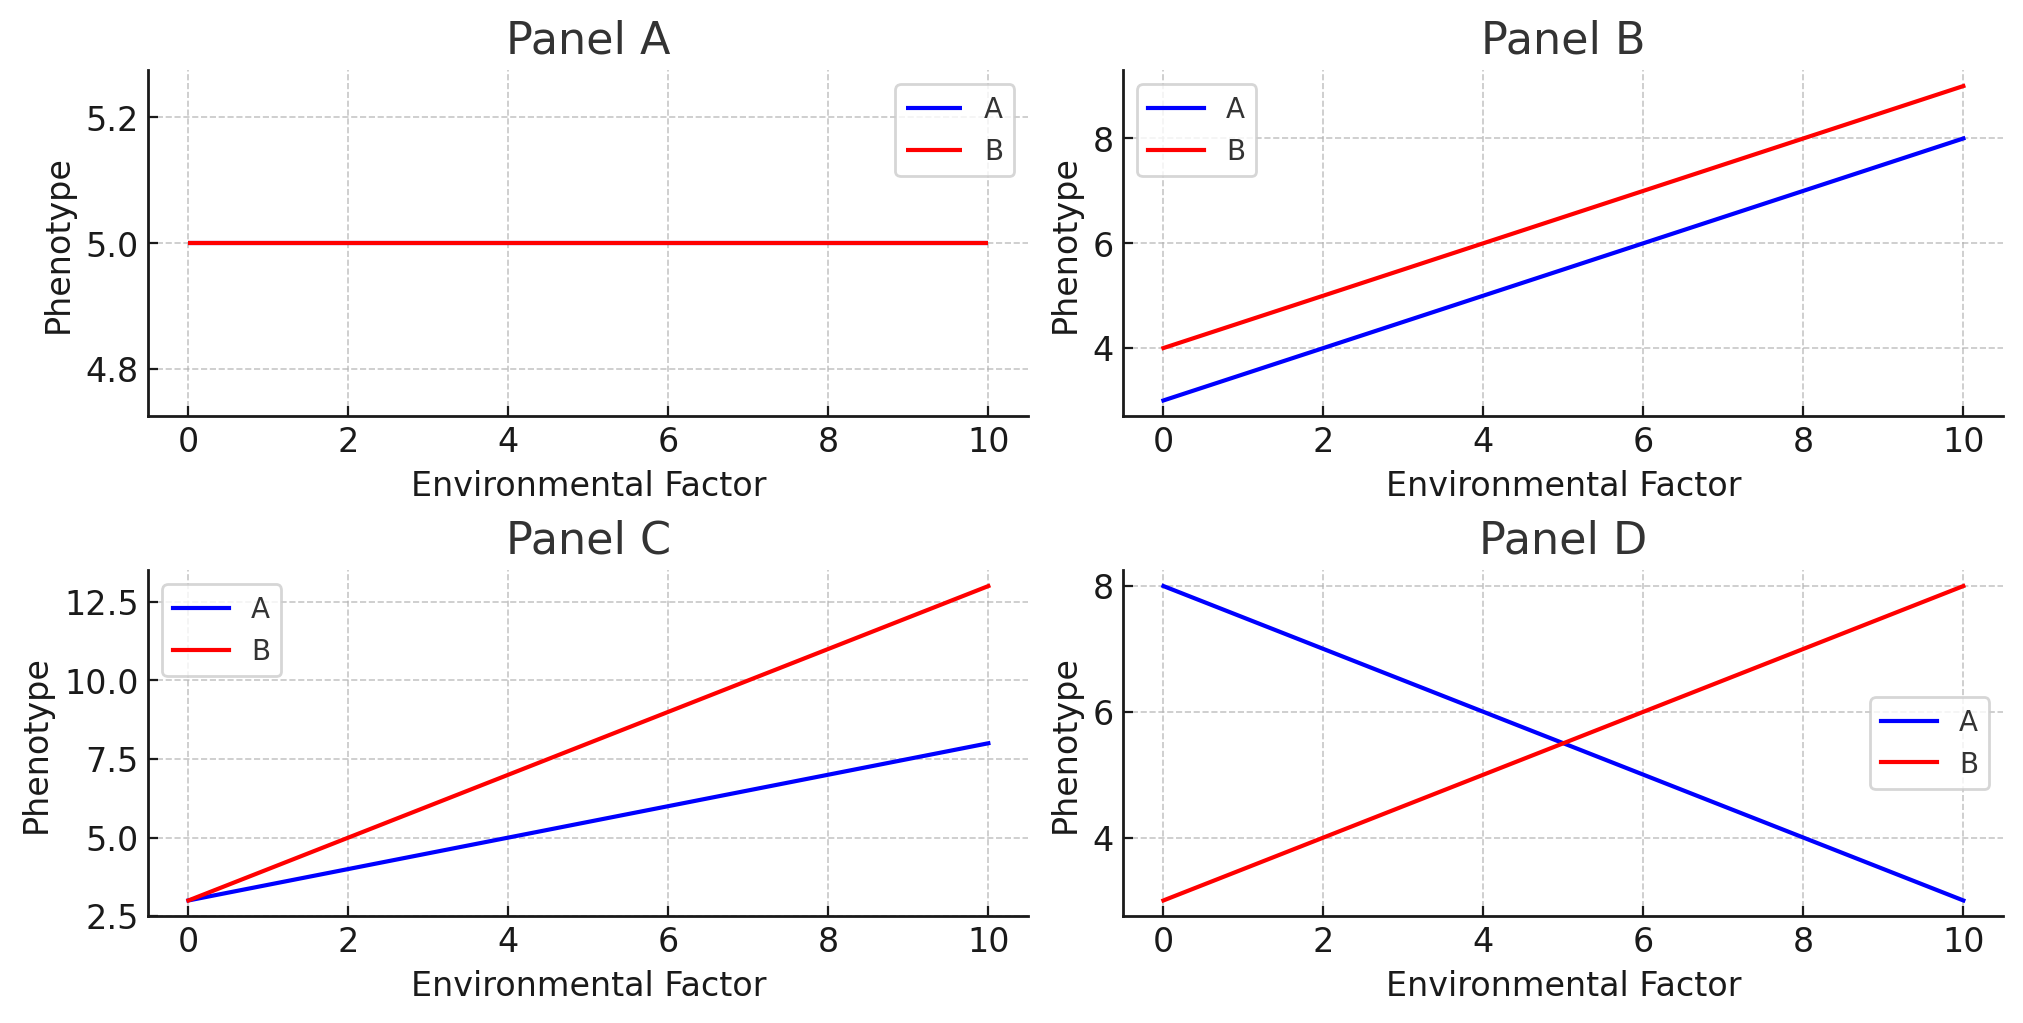 Panel A
5.2
5.0
4.8
Phenotype
A
B
0 2 4 6 8 10
Environmental Factor
Panel B
8
6
4
Phenotype
A
B
0 2 4 6 8 10
Environmental Factor
Panel C
12.5
10.0
7.5
5.0
2.5
Phenotype
A
B
0 2 4 6 8 10
Environmental Factor
Panel D
8
6
4
Phenotype
A
B
0 2 4 6 8 10
Environmental Factor